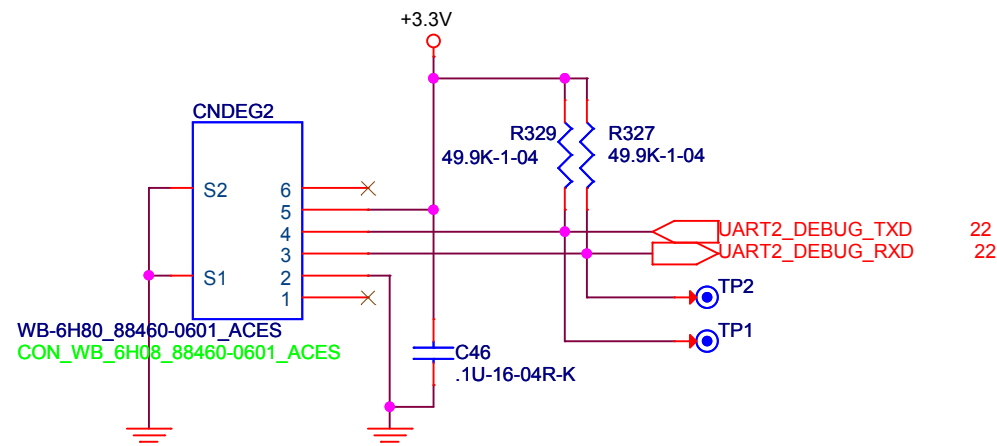 +3.3V
CNDEG2
R329
49.9K-1-04
R327
49.9K-1-04
S2
S1
6
5
4
3
2
1
UART2_DEBUG_TXD 22
UART2_DEBUG_RXD 22
TP2
TP1
WB-6H80_88460-0601_ACES
CON_WB_6H08_88460-0601_ACES
C46
.1U-16-04R-K